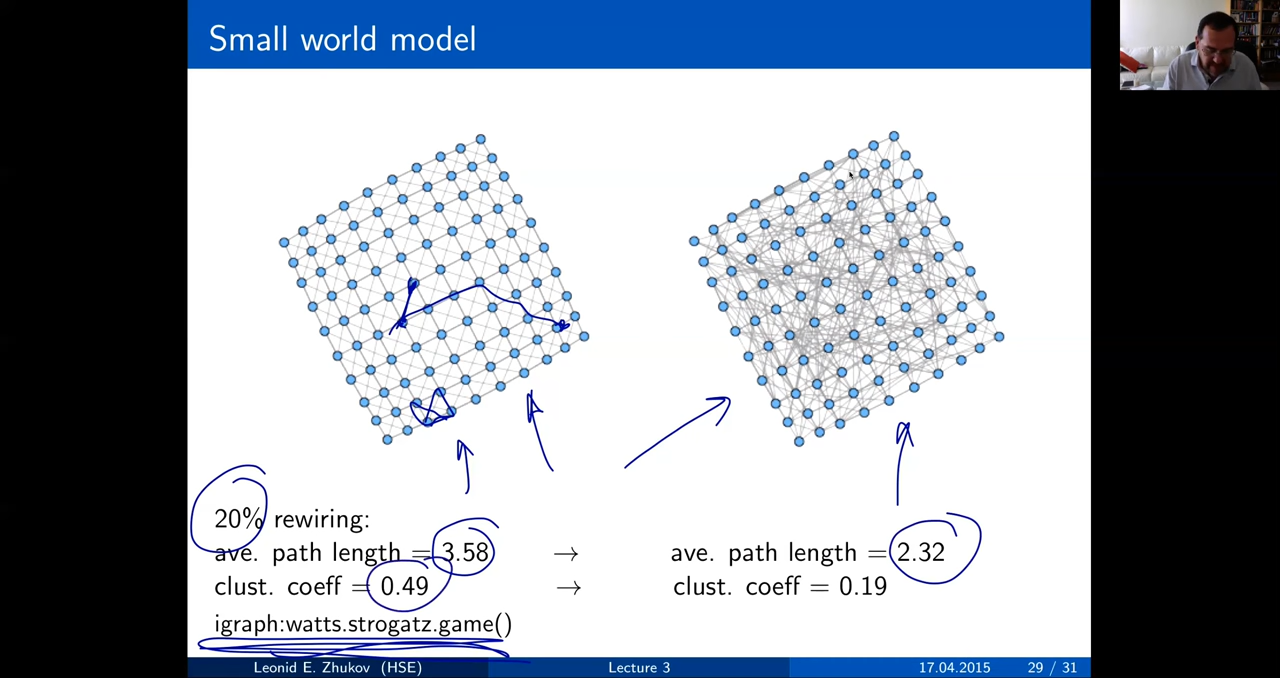 Small world model
20% rewiring:
ave. path length = 3.58 → ave. path length = 2.32
clust. coeff = 0.49 → clust. coeff = 0.19
igraph:watts.strogatz.game()
Leonid E. Zhukov (HSE) Lecture 3 17.04.2015 29 / 31